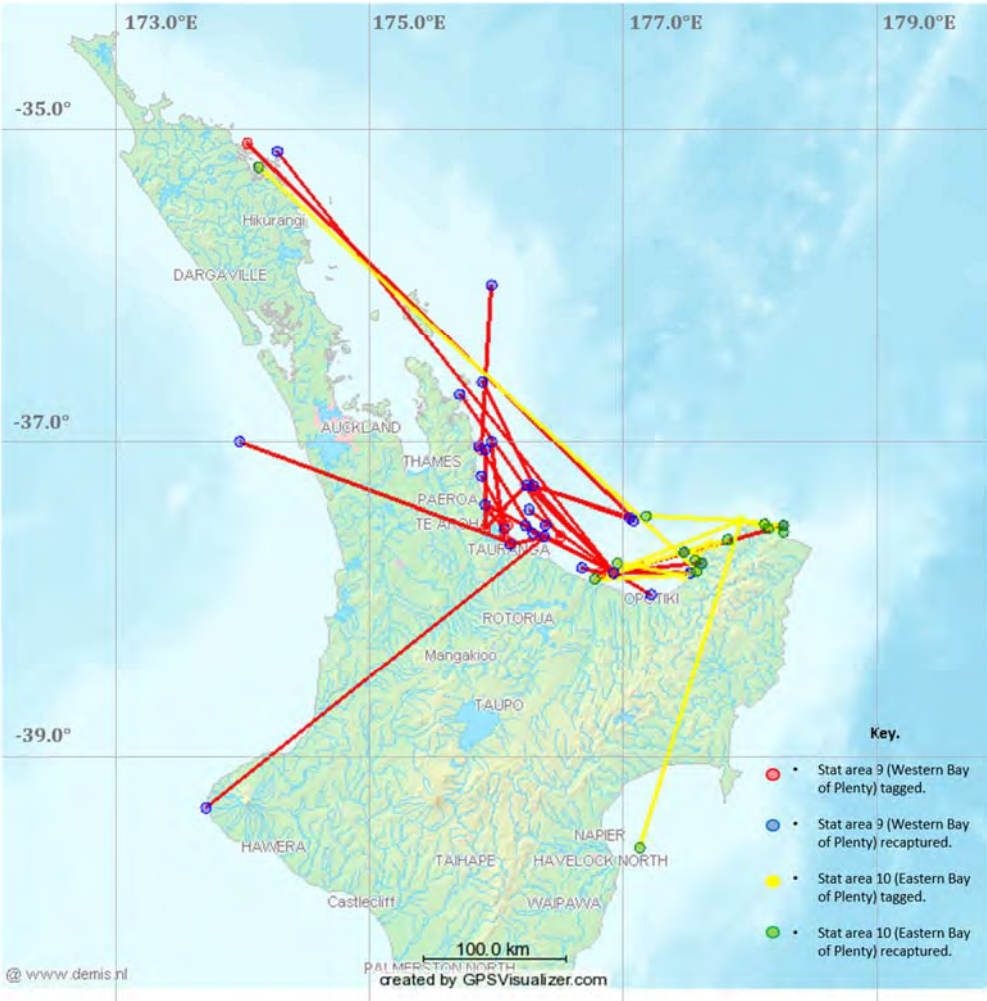 173.0°E
175.0°E
177.0°E
179.0°E
-35.0°
Hikurangi
DARGAVILLE
-37.0°
AUCKLAND
THAMES
PAEROA
TE AROHA
TAURANGA
OPOTIKI
ROTORUA
Mangakino
TAUPO
-39.0°
Key.
• Stat area 9 (Western Bay
of Plenty) tagged.
• Stat area 9 (Western Bay
of Plenty) recaptured.
• Stat area 10 (Eastern Bay
of Plenty) tagged.
• Stat area 10 (Eastern Bay
of Plenty) recaptured.
NAPIER
HAWERA
TAIHAPE
HAVELOCK NORTH
Castlecliff
WAIPAWA
100.0 km
PALMERSTON NORTH
@ www.demis.nl
created by GPSVisualizer.com